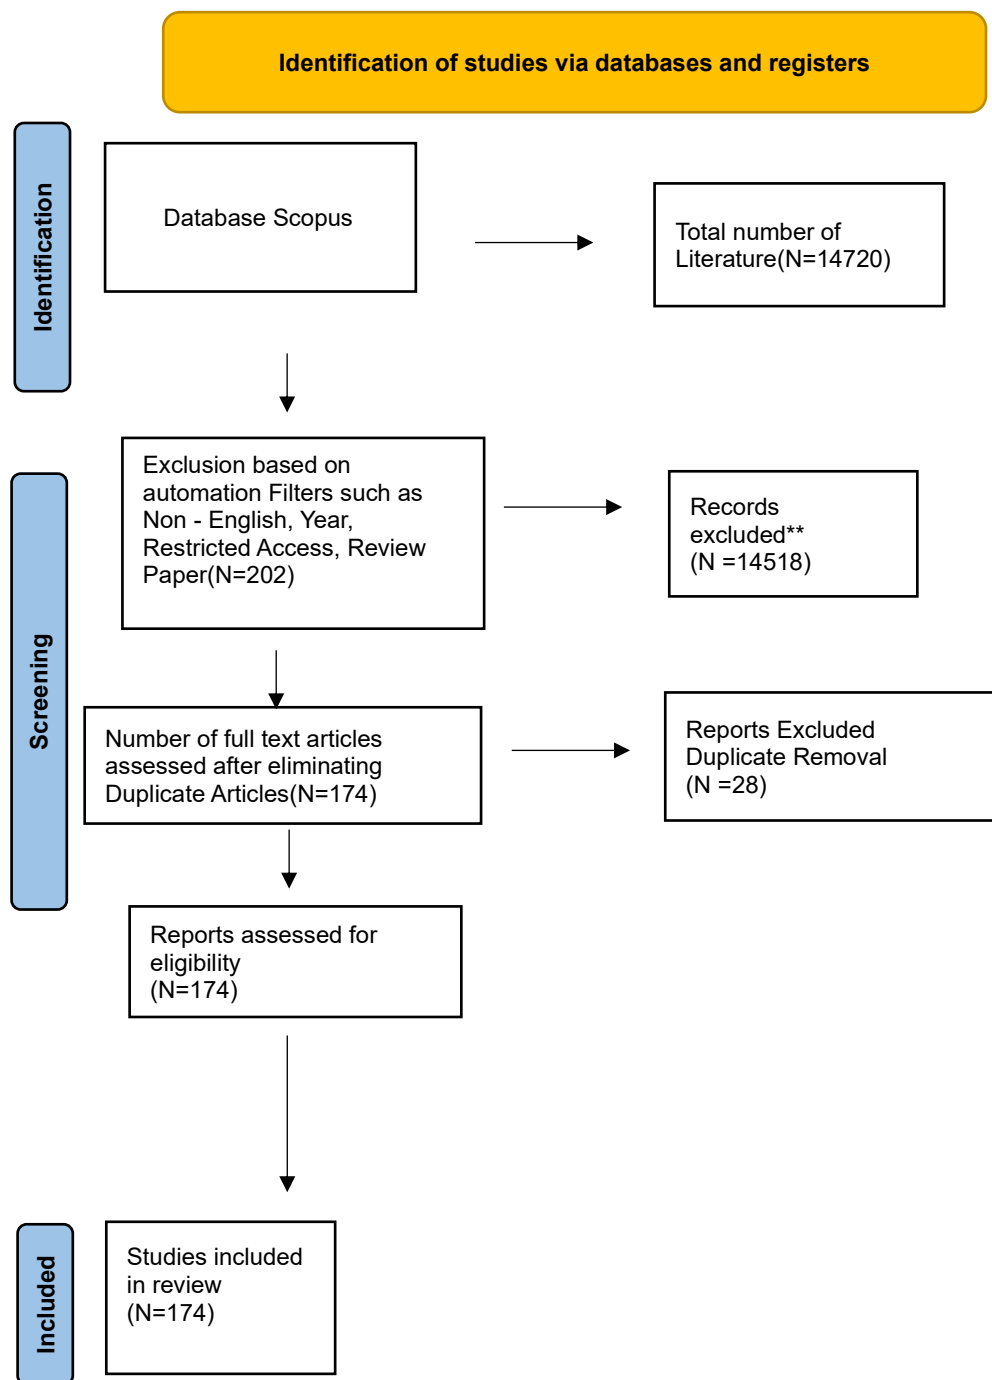 Identification of studies via databases and registers
Identification
Database Scopus
Total number of
Literature(N=14720)
Screening
Exclusion based on
automation Filters such as
Non - English, Year,
Restricted Access, Review
Paper(N=202)
Records
excluded**
(N =14518)
Number of full text articles
assessed after eliminating
Duplicate Articles(N=174)
Reports Excluded
Duplicate Removal
(N =28)
Reports assessed for
eligibility
(N=174)
Included
Studies included
in review
(N=174)